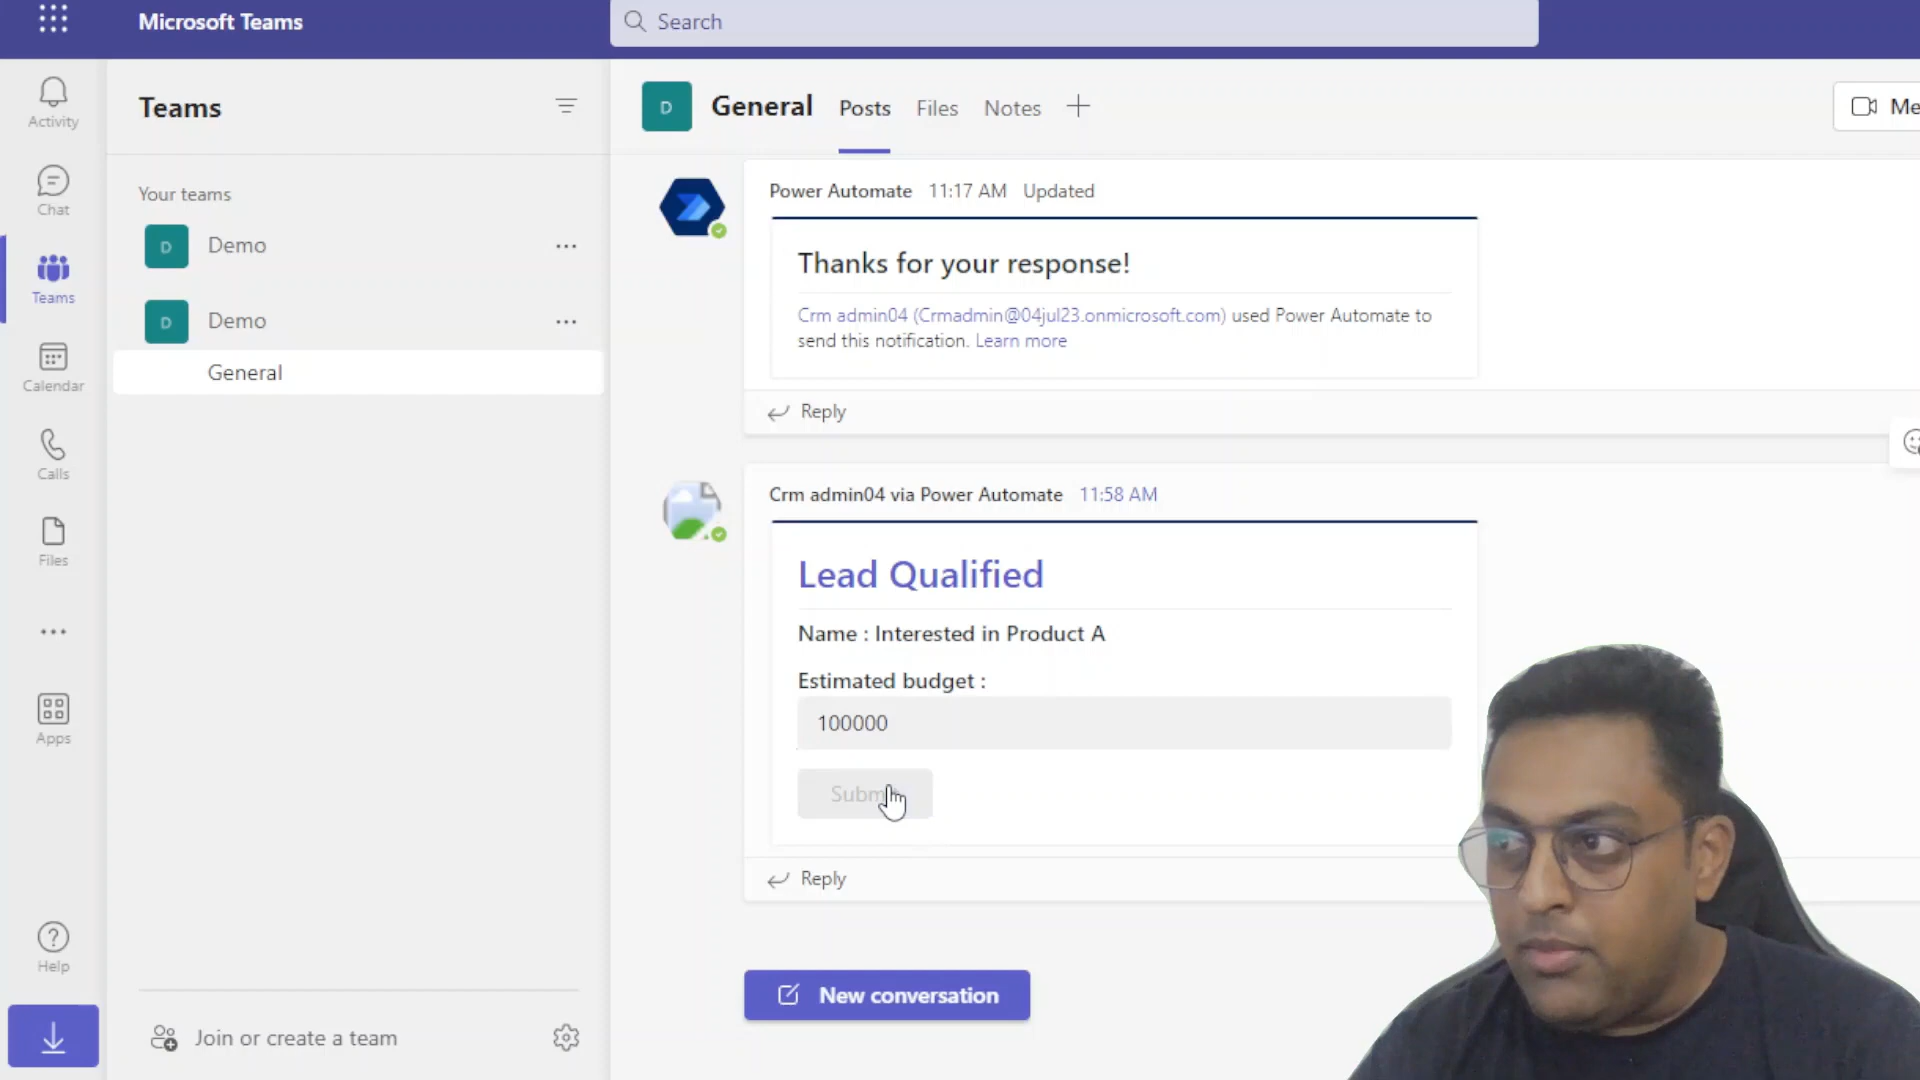 Microsoft Teams
Search
Activity
Chat
Teams
Calendar
Calls
Files
Apps
Help
Teams
Your teams
D
Demo
D
Demo
General
Join or create a team
D
General
Posts
Files
Notes
Me
Power Automate 11:17 AM Updated
Thanks for your response!
Crm admin04 (Crmadmin@04jul23.onmicrosoft.com) used Power Automate to
send this notification. Learn more
Reply
Crm admin04 via Power Automate 11:58 AM
Lead Qualified
Name : Interested in Product A
Estimated budget :
100000
Reply
New conversation